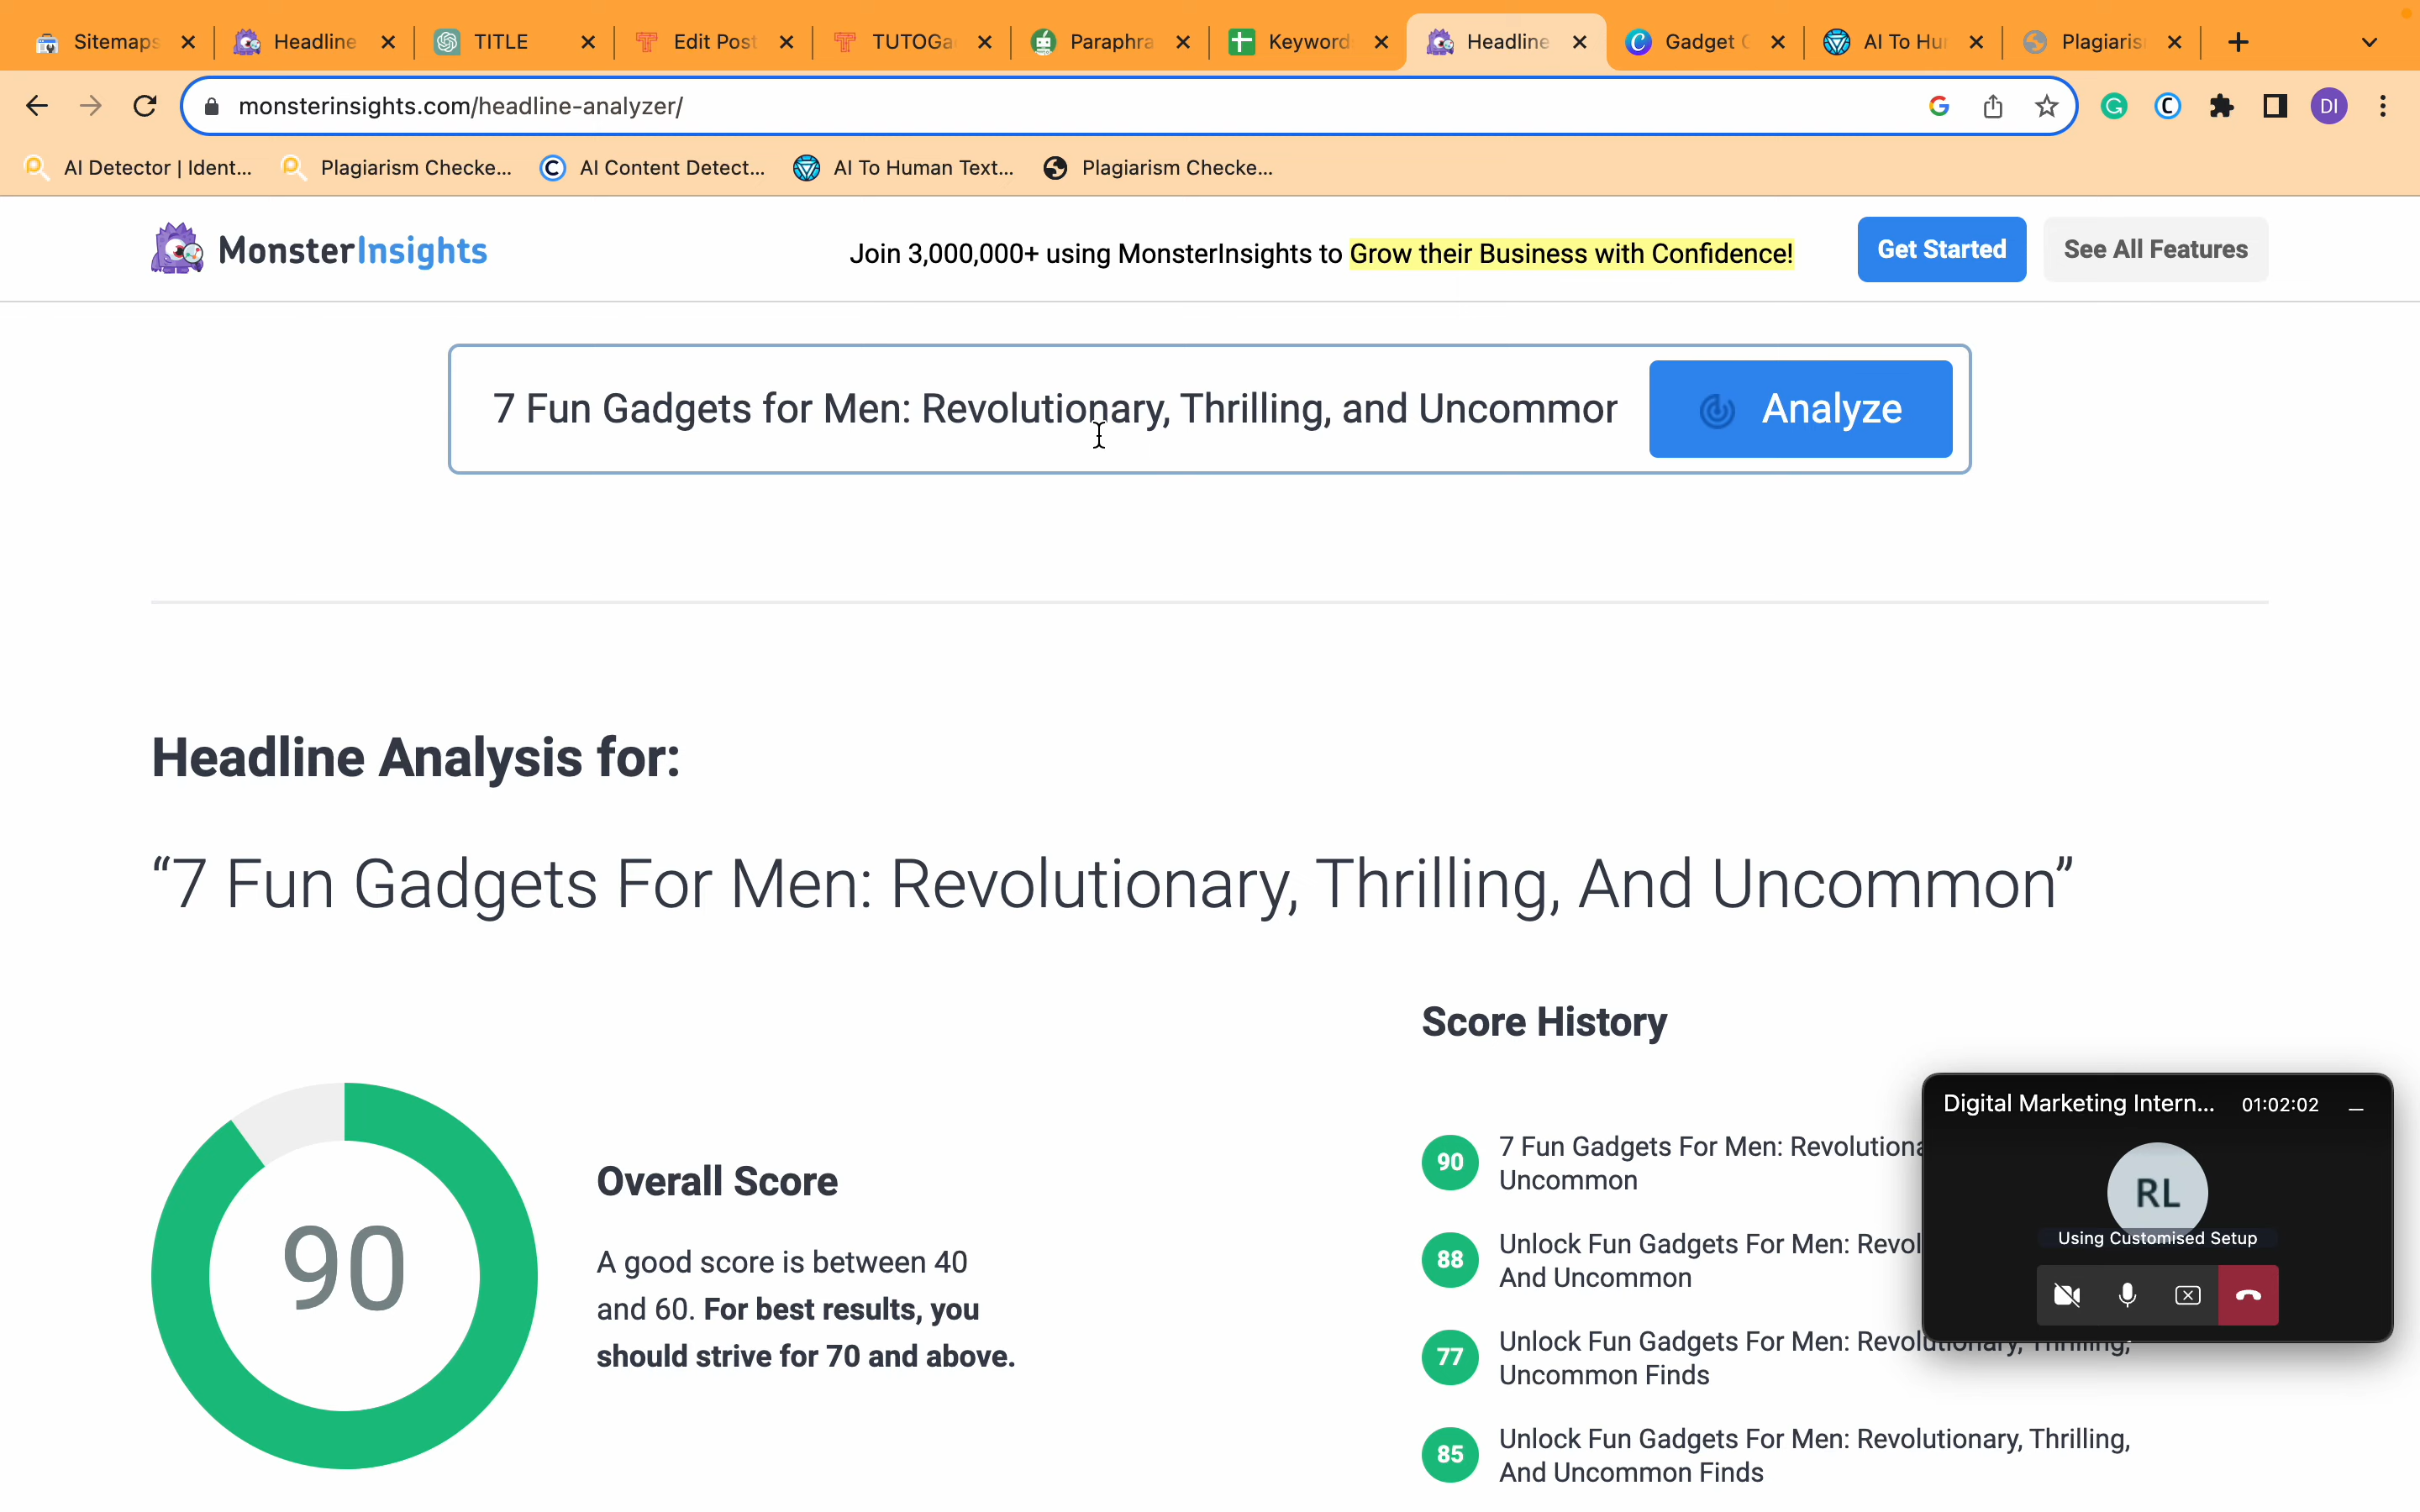 Sitemaps Headline TITLE Edit Post TUTOGa Paraphra Keyword Headline Gadget AI To Hu Plagiaris
monsterinsights.com/headline-analyzer/
DI
AI Detector | Ident... Plagiarism Checke... AI Content Detect... AI To Human Text... Plagiarism Checke...
MonsterInsights
Join 3,000,000+ using MonsterInsights to Grow their Business with Confidence!
Get Started
See All Features
7 Fun Gadgets for Men: Revolutionary, Thrilling, and Uncommor
Analyze
Headline Analysis for:
“7 Fun Gadgets For Men: Revolutionary, Thrilling, And Uncommon”
90
Overall Score
A good score is between 40
and 60. For best results, you
should strive for 70 and above.
Score History
90
7 Fun Gadgets For Men: Revolutiona
Uncommon
88
Unlock Fun Gadgets For Men: Revol
And Uncommon
77
Unlock Fun Gadgets For Men: Revolutionary, Thrilling,
Uncommon Finds
85
Unlock Fun Gadgets For Men: Revolutionary, Thrilling,
And Uncommon Finds
Digital Marketing Intern... 01:02:02
RL
Using Customised Setup